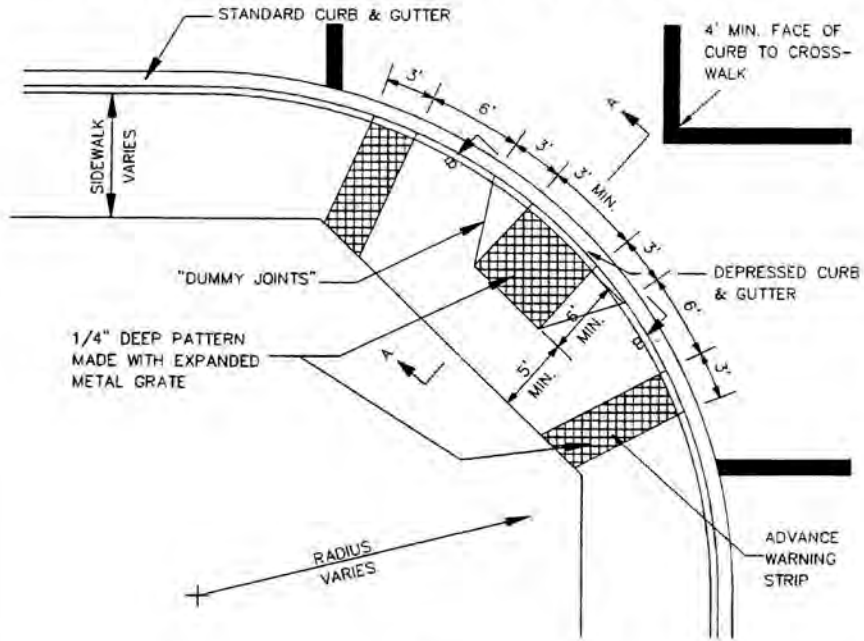 STANDARD CURB & GUTTER
4' MIN. FACE OF
CURB TO CROSS-
WALK
3'
6'
3'
3' MIN.
3'
6'
3'
A
B
SIDEWALK
VARIES
"DUMMY JOINTS"
DEPRESSED CURB
& GUTTER
6'
MIN.
5'
MIN.
B
A
1/4" DEEP PATTERN
MADE WITH EXPANDED
METAL GRATE
RADIUS
VARIES
ADVANCE
WARNING
STRIP